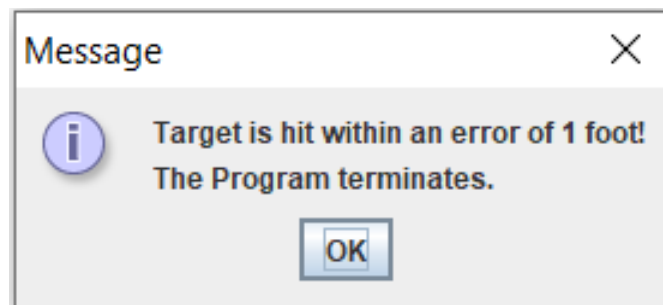 Message
Target is hit within an error of 1 foot!
The Program terminates.
OK